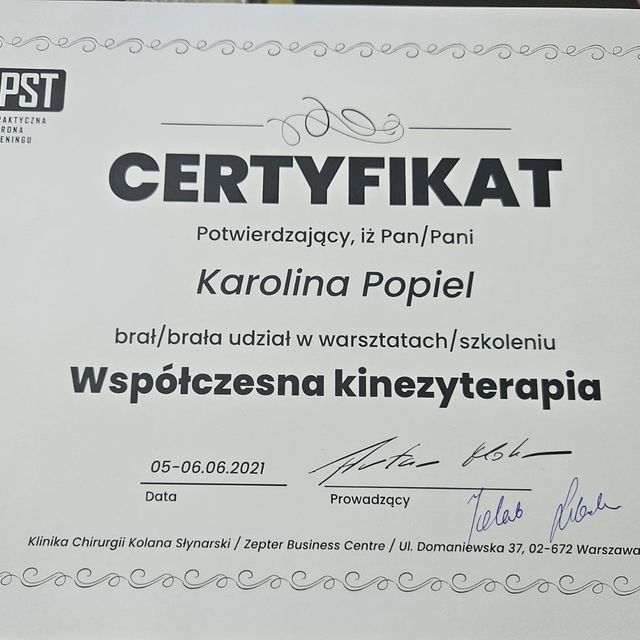 PST
RAKTYCZNA
RONA
ENINGU
CERTYFIKAT
Potwierdzający, iż Pan/Pani
Karolina Popiel
brał/brała udział w warsztatach/szkoleniu
Współczesna kinezyterapia
05-06.06.2021
Data
Prowadzący
Klinika Chirurgii Kolana Słynarski / Zepter Business Centre / Ul. Domaniewska 37, 02-672 Warszawa